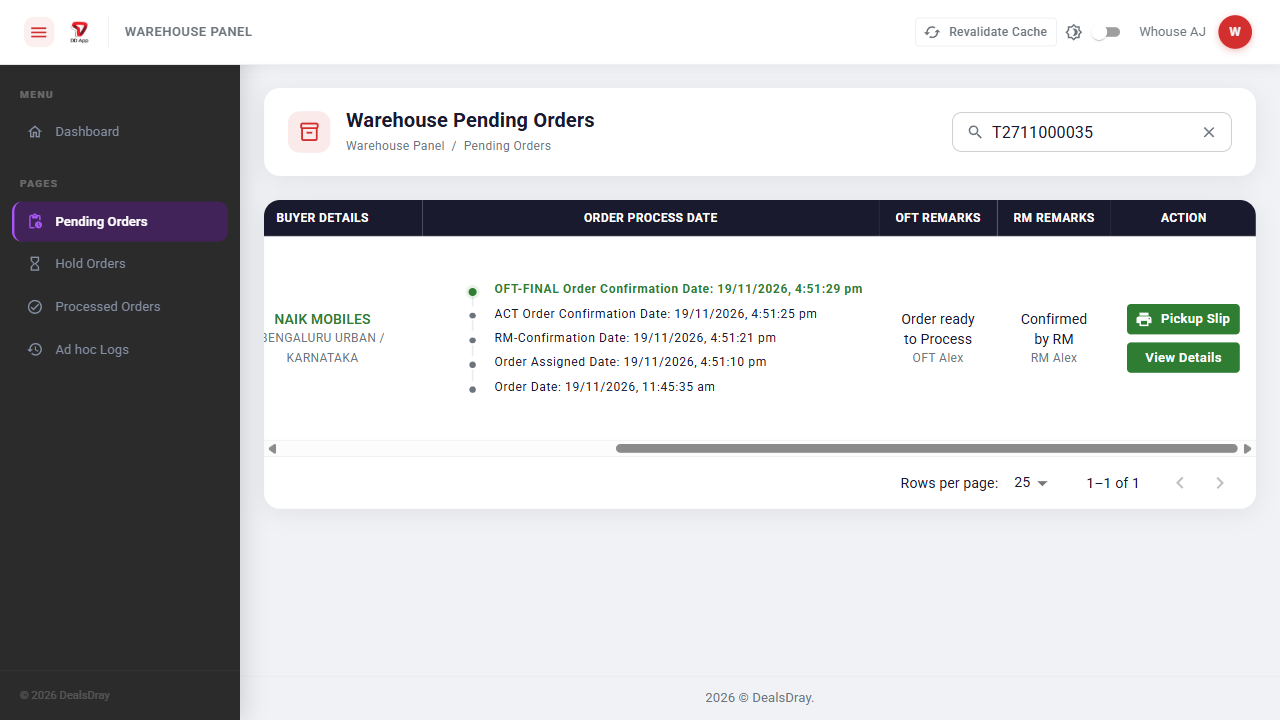 DD App
WAREHOUSE PANEL
Revalidate Cache
Whouse AJ
W
MENU
Dashboard
PAGES
Pending Orders
Hold Orders
Processed Orders
Ad hoc Logs
© 2026 DealsDray
Warehouse Pending Orders
Warehouse Panel / Pending Orders
T2711000035
BUYER DETAILS
ORDER PROCESS DATE
OFT REMARKS
RM REMARKS
ACTION
NAIK MOBILES
BENGALURU URBAN /
KARNATAKA
OFT-FINAL Order Confirmation Date: 19/11/2026, 4:51:29 pm
ACT Order Confirmation Date: 19/11/2026, 4:51:25 pm
RM-Confirmation Date: 19/11/2026, 4:51:21 pm
Order Assigned Date: 19/11/2026, 4:51:10 pm
Order Date: 19/11/2026, 11:45:35 am
Order ready
to Process
OFT Alex
Confirmed
by RM
RM Alex
Pickup Slip
View Details
Rows per page: 25
1–1 of 1
2026 © DealsDray.